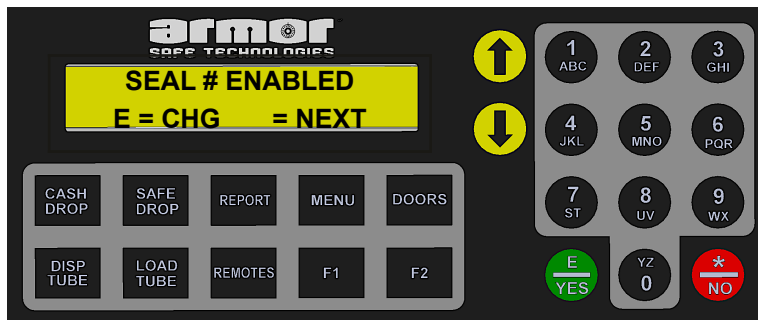 armor
SAFE TECHNOLOGIES
SEAL # ENABLED
E = CHG = NEXT
CASH DROP
SAFE DROP
REPORT
MENU
DOORS
DISP TUBE
LOAD TUBE
REMOTES
F1
F2
1
ABC
2
DEF
3
GHI
4
JKL
5
MNO
6
PQR
7
ST
8
UV
9
WX
E
YES
YZ
0
*
NO